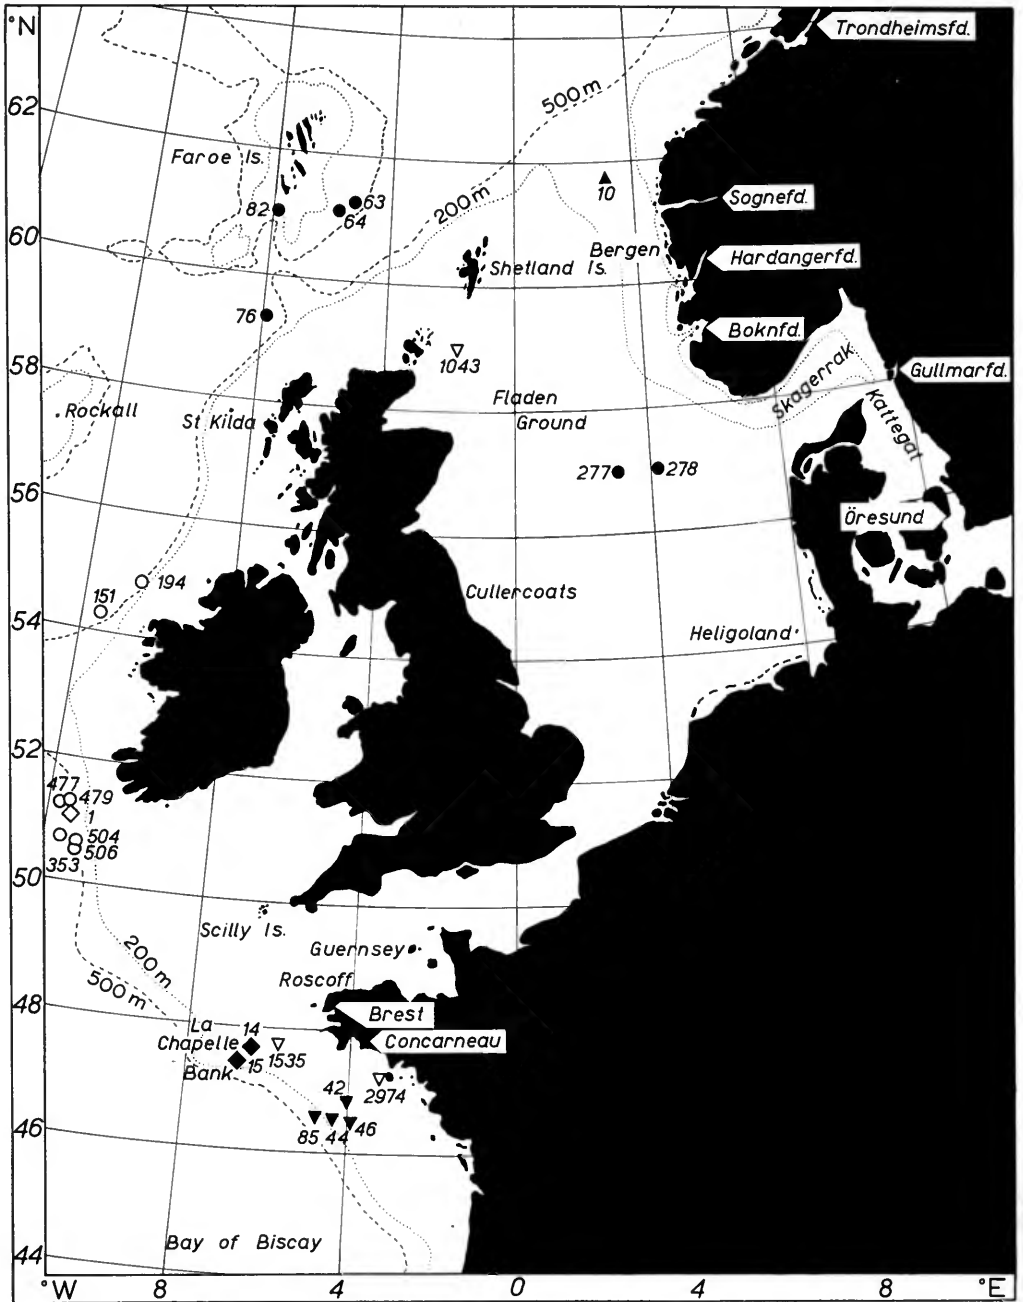 °N
Trondheimsfd.
500m
62
Faroe Is.
10
63
64
82
200m
Sognefd.
60
Bergen
Hardangerfd.
Shetland Is.
76
Boknfd.
58
1043
Skagerrak
Gullmarfd.
Fladen
Ground
Rockall
St Kilda
Kattegat
277
278
56
Öresund
194
151
Cullercoats
54
Heligoland
52
477
479
1
504
506
353
50
Scilly Is.
Guernsey
200m
500m
Roscoff
48
Brest
La
Chapelle
Bank
14
15
1535
Concarneau
42
2974
46
85
44
46
Bay of Biscay
44
°W
8
4
0
4
8
°E